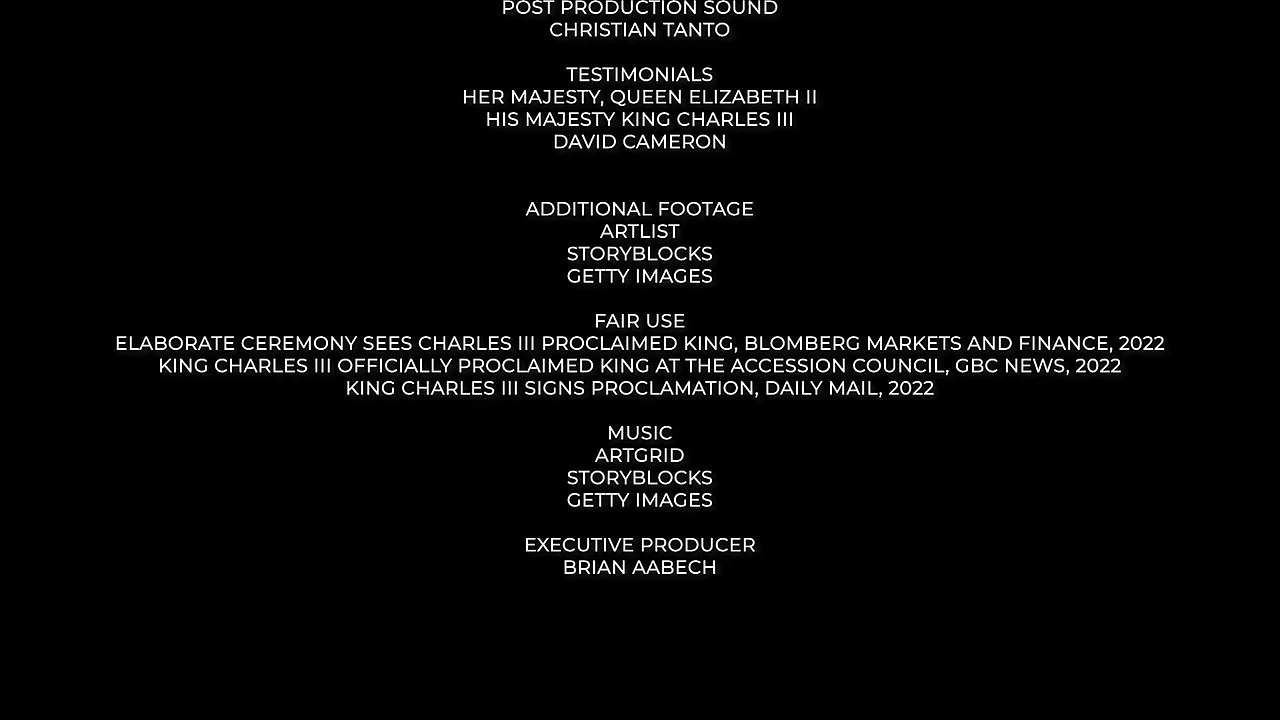 POST PRODUCTION SOUND
CHRISTIAN TANTO
TESTIMONIALS
HER MAJESTY, QUEEN ELIZABETH II
HIS MAJESTY KING CHARLES III
DAVID CAMERON
ADDITIONAL FOOTAGE
ARTLIST
STORYBLOCKS
GETTY IMAGES
FAIR USE
ELABORATE CEREMONY SEES CHARLES III PROCLAIMED KING, BLOMBERG MARKETS AND FINANCE, 2022
KING CHARLES III OFFICIALLY PROCLAIMED KING AT THE ACCESSION COUNCIL, GBC NEWS, 2022
KING CHARLES III SIGNS PROCLAMATION, DAILY MAIL, 2022
MUSIC
ARTGRID
STORYBLOCKS
GETTY IMAGES
EXECUTIVE PRODUCER
BRIAN AABECH